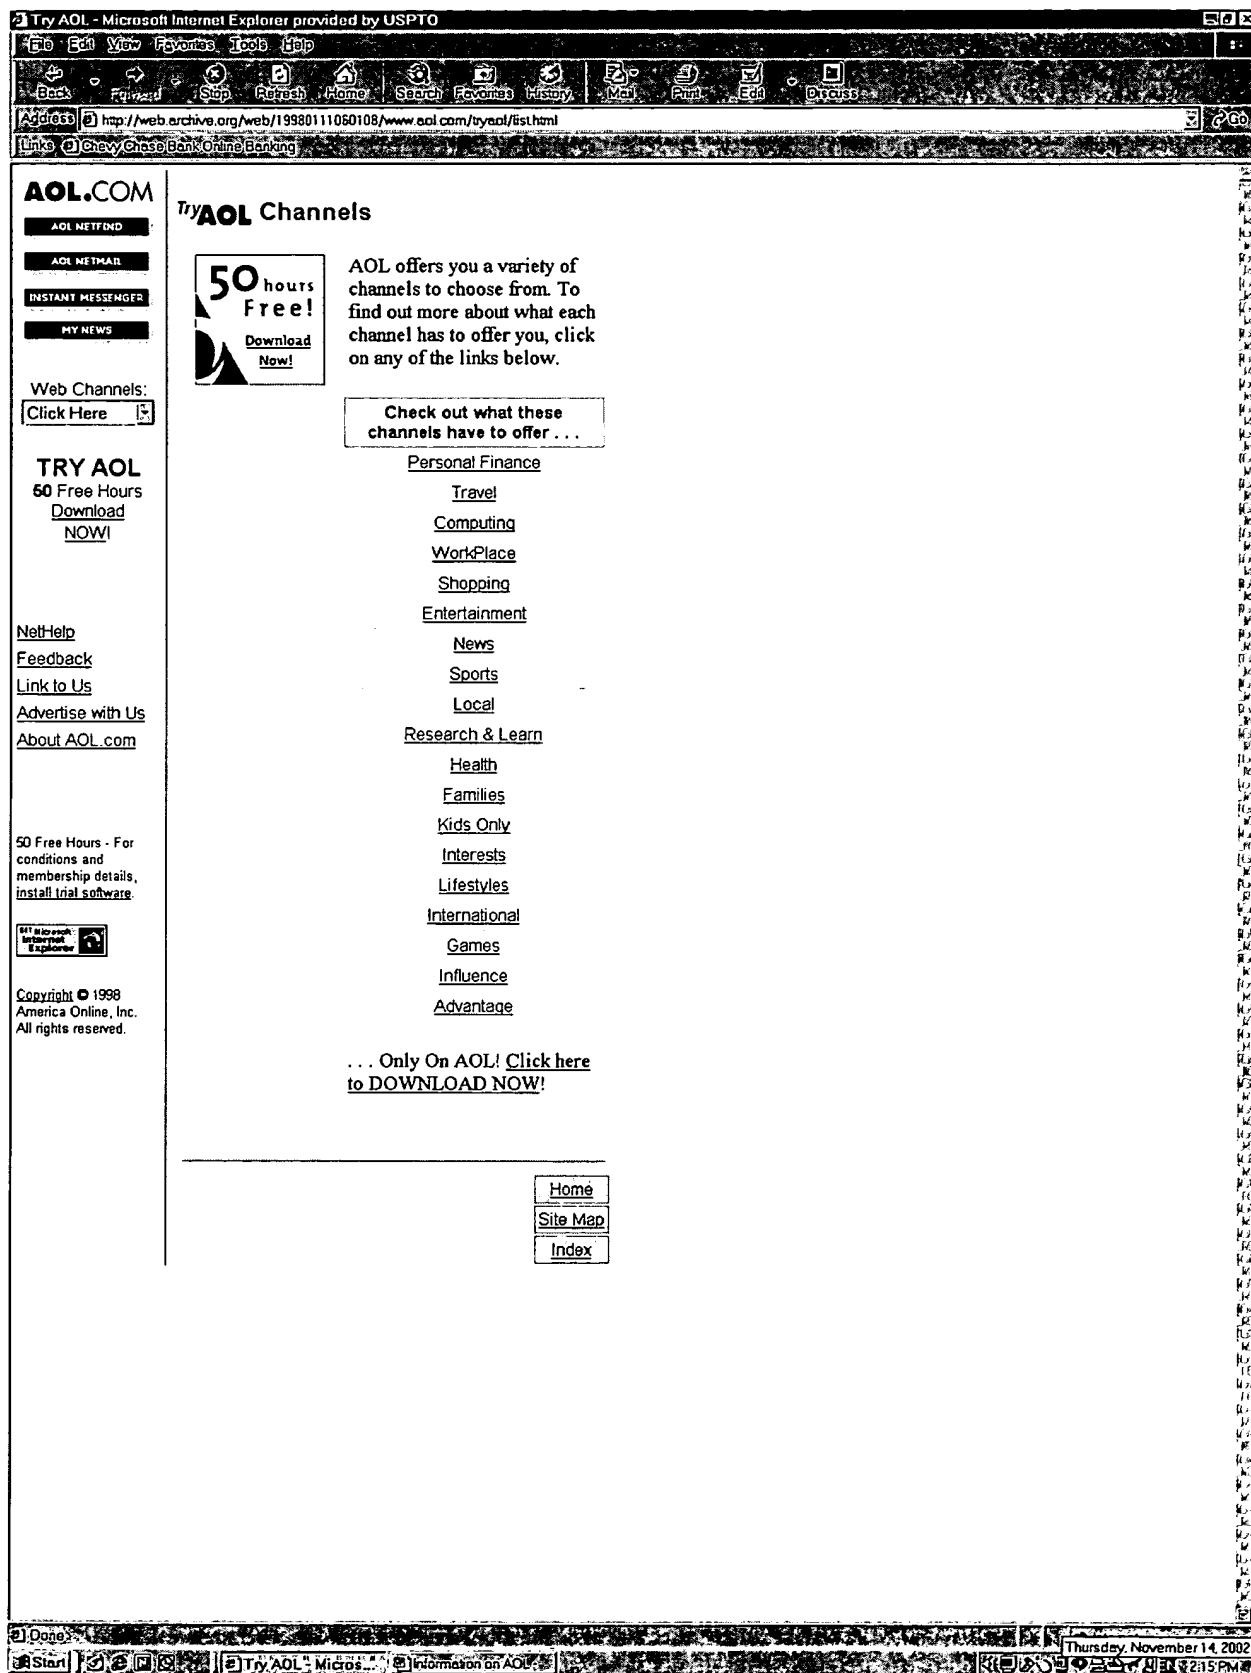 Try AOL - Microsoft Internet Explorer provided by USPTO
File Edit View Favorites Tools Help
Back Forward Stop Refresh Home Search Favorites History Mail Print Edit Discuss
Address http://web.archive.org/web/19980111060108/www.aol.com/tryaol/list.html Go
Links Chevy Chase Bank Online Banking
AOL.COM
AOL NETFIND
AOL NETMAIL
INSTANT MESSENGER
MY NEWS
Web Channels:
Click Here
TRY AOL
50 Free Hours
Download
NOW!
NetHelp
Feedback
Link to Us
Advertise with Us
About AOL.com
50 Free Hours - For
conditions and
membership details,
install trial software.
Microsoft
Internet
Explorer
Copyright © 1998
America Online, Inc.
All rights reserved.
Try AOL Channels
50 hours
Free!
Download
Now!
AOL offers you a variety of
channels to choose from. To
find out more about what each
channel has to offer you, click
on any of the links below.
Check out what these
channels have to offer . . .
Personal Finance
Travel
Computing
WorkPlace
Shopping
Entertainment
News
Sports
Local
Research & Learn
Health
Families
Kids Only
Interests
Lifestyles
International
Games
Influence
Advantage
. . . Only On AOL! Click here
to DOWNLOAD NOW!
Home
Site Map
Index
Done
Thursday, November 14, 2002
Start Try AOL - Micros... Information on AOL 2:15 PM